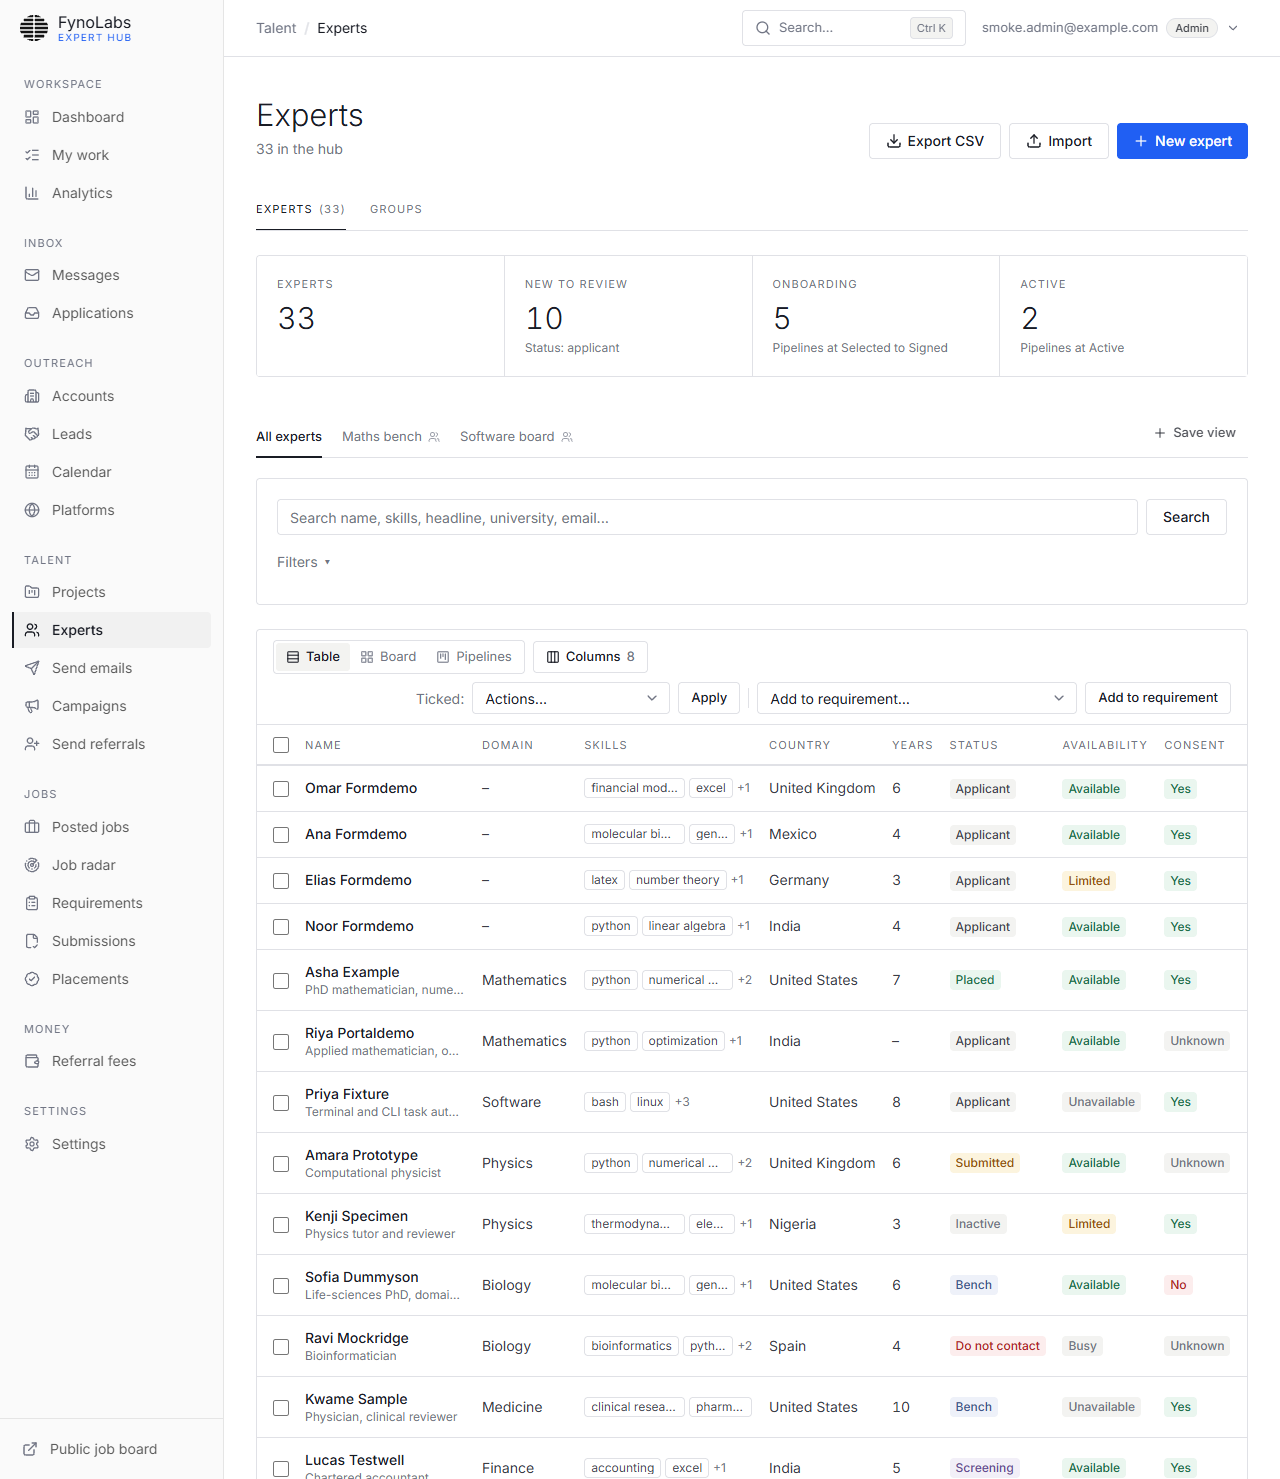 FynoLabs
EXPERT HUB
WORKSPACE
Dashboard
My work
Analytics
INBOX
Messages
Applications
OUTREACH
Accounts
Leads
Calendar
Platforms
TALENT
Projects
Experts
Send emails
Campaigns
Send referrals
JOBS
Posted jobs
Job radar
Requirements
Submissions
Placements
MONEY
Referral fees
SETTINGS
Settings
Public job board
Talent / Experts
Search... Ctrl K
smoke.admin@example.com Admin
Experts
33 in the hub
Export CSV Import + New expert
EXPERTS (33) GROUPS
EXPERTS
33
NEW TO REVIEW
10
Status: applicant
ONBOARDING
5
Pipelines at Selected to Signed
ACTIVE
2
Pipelines at Active
All experts Maths bench Software board + Save view
Search name, skills, headline, university, email... Search
Filters ▾
Table Board Pipelines Columns 8
Ticked: Actions... Apply Add to requirement... Add to requirement
NAME DOMAIN SKILLS COUNTRY YEARS STATUS AVAILABILITY CONSENT
Omar Formdemo – financial mod... excel +1 United Kingdom 6 Applicant Available Yes
Ana Formdemo – molecular bi... gen... +1 Mexico 4 Applicant Available Yes
Elias Formdemo – latex number theory +1 Germany 3 Applicant Limited Yes
Noor Formdemo – python linear algebra +1 India 4 Applicant Available Yes
Asha Example Mathematics python numerical ... +2 United States 7 Placed Available Yes
PhD mathematician, nume...
Riya Portaldemo Mathematics python optimization +1 India – Applicant Available Unknown
Applied mathematician, o...
Priya Fixture Software bash linux +3 United States 8 Applicant Unavailable Yes
Terminal and CLI task aut...
Amara Prototype Physics python numerical ... +2 United Kingdom 6 Submitted Available Unknown
Computational physicist
Kenji Specimen Physics thermodyna... ele... +1 Nigeria 3 Inactive Limited Yes
Physics tutor and reviewer
Sofia Dummyson Biology molecular bi... gen... +1 United States 6 Bench Available No
Life-sciences PhD, domai...
Ravi Mockridge Biology bioinformatics pyth... +2 Spain 4 Do not contact Busy Unknown
Bioinformatician
Kwame Sample Medicine clinical resea... pharm... United States 10 Bench Unavailable Yes
Physician, clinical reviewer
Lucas Testwell Finance accounting excel +1 India 5 Screening Available Yes
Chartered accountant